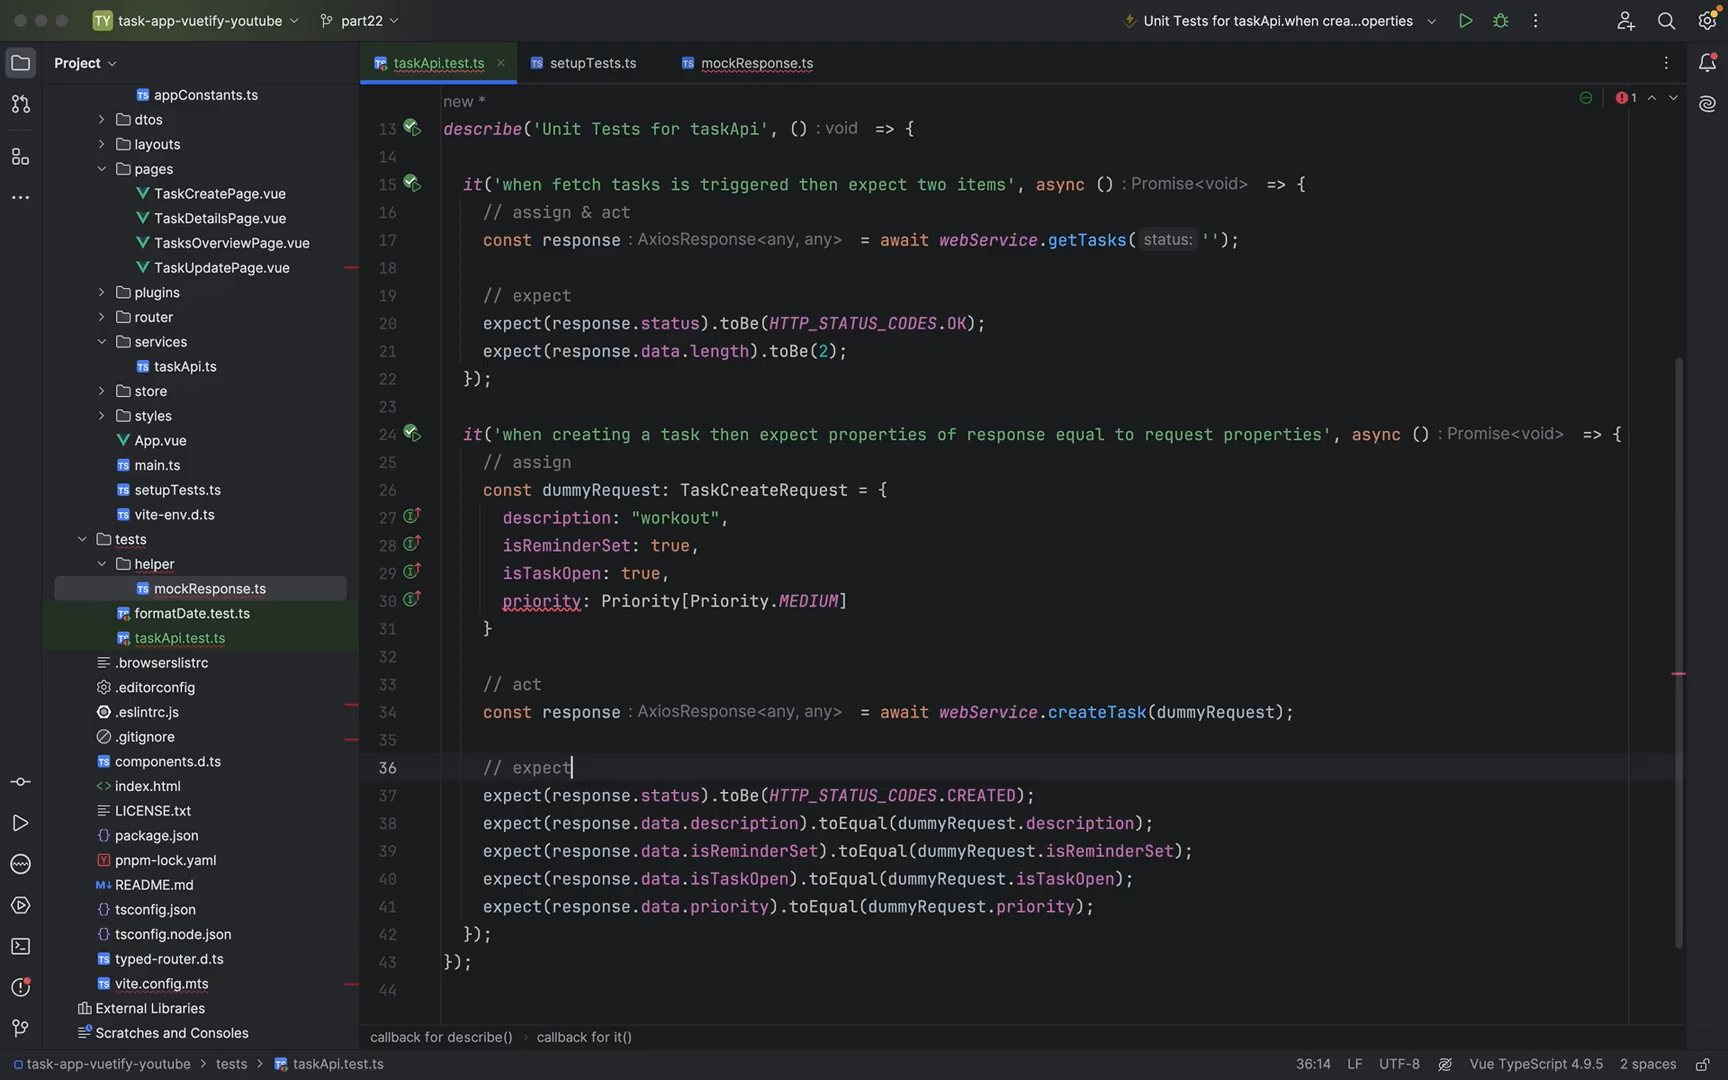 TY task-app-vuetify-youtube part22 Unit Tests for taskApi.when crea...operties
Project taskApi.test.ts setupTests.ts mockResponse.ts
appConstants.ts
dtos
layouts
pages
TaskCreatePage.vue
TaskDetailsPage.vue
TasksOverviewPage.vue
TaskUpdatePage.vue
plugins
router
services
taskApi.ts
store
styles
App.vue
main.ts
setupTests.ts
vite-env.d.ts
tests
helper
mockResponse.ts
formatDate.test.ts
taskApi.test.ts
.browserslistrc
.editorconfig
.eslintrc.js
.gitignore
components.d.ts
index.html
LICENSE.txt
package.json
pnpm-lock.yaml
README.md
tsconfig.json
tsconfig.node.json
typed-router.d.ts
vite.config.mts
External Libraries
Scratches and Consoles
new * 1
13 describe('Unit Tests for taskApi', () : void => {
14
15 it('when fetch tasks is triggered then expect two items', async () : Promise<void> => {
16 // assign & act
17 const response : AxiosResponse<any, any> = await webService.getTasks( status: '');
18
19 // expect
20 expect(response.status).toBe(HTTP_STATUS_CODES.OK);
21 expect(response.data.length).toBe(2);
22 });
23
24 it('when creating a task then expect properties of response equal to request properties', async () : Promise<void> => {
25 // assign
26 const dummyRequest: TaskCreateRequest = {
27 description: "workout",
28 isReminderSet: true,
29 isTaskOpen: true,
30 priority: Priority[Priority.MEDIUM]
31 }
32
33 // act
34 const response : AxiosResponse<any, any> = await webService.createTask(dummyRequest);
35
36 // expect
37 expect(response.status).toBe(HTTP_STATUS_CODES.CREATED);
38 expect(response.data.description).toEqual(dummyRequest.description);
39 expect(response.data.isReminderSet).toEqual(dummyRequest.isReminderSet);
40 expect(response.data.isTaskOpen).toEqual(dummyRequest.isTaskOpen);
41 expect(response.data.priority).toEqual(dummyRequest.priority);
42 });
43 });
44
callback for describe() › callback for it()
task-app-vuetify-youtube > tests > taskApi.test.ts 36:14 LF UTF-8 Vue TypeScript 4.9.5 2 spaces